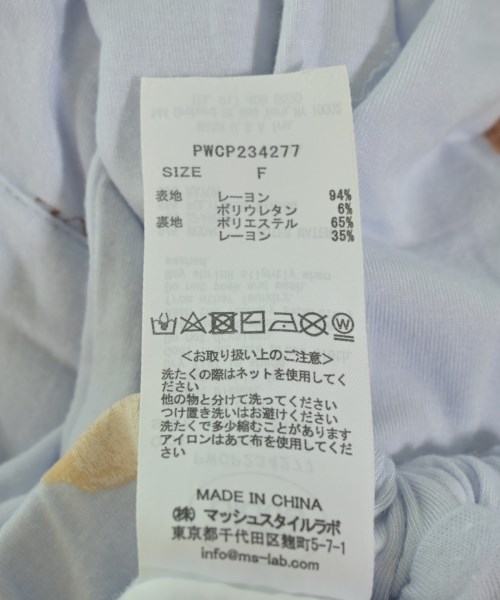 PWCP234277
SIZE F
表地 レーヨン 94%
ポリウレタン 6%
裏地 ポリエステル 65%
レーヨン 35%
<お取り扱い上のご注意>
洗たくの際はネットを使用してく
ださい
他の物と分けて洗ってください
つけ置き洗いはお避けください
洗たくで多少縮むことがあります
アイロンはあて布を使用してくだ
さい
MADE IN CHINA
(株) マッシュスタイルラボ
東京都千代田区麹町5-7-1
info@ms-lab.com